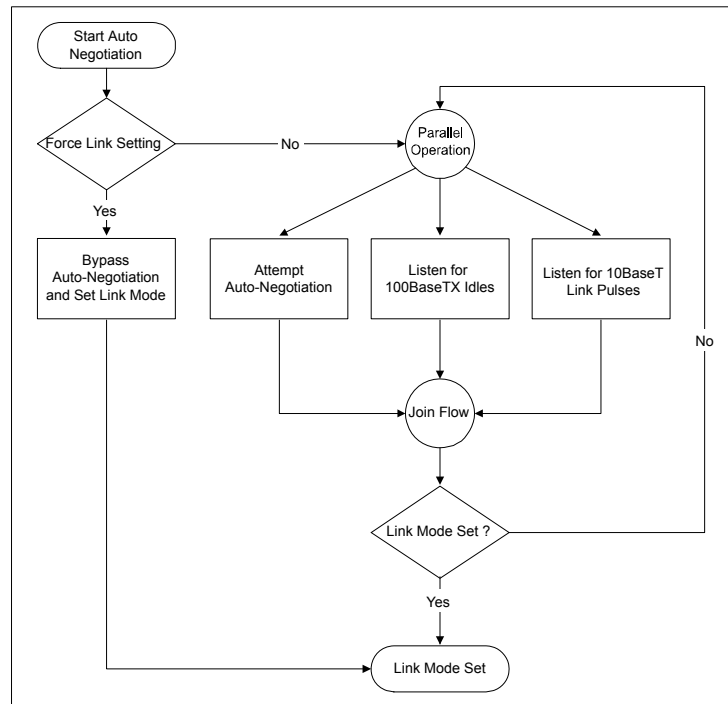 Start Auto
Negotiation
Force Link Setting
No
Parallel
Operation
Yes
Bypass
Auto-Negotiation
and Set Link Mode
Attempt
Auto-Negotiation
Listen for
100BaseTX Idles
Listen for 10BaseT
Link Pulses
No
Join Flow
Link Mode Set ?
Yes
Link Mode Set